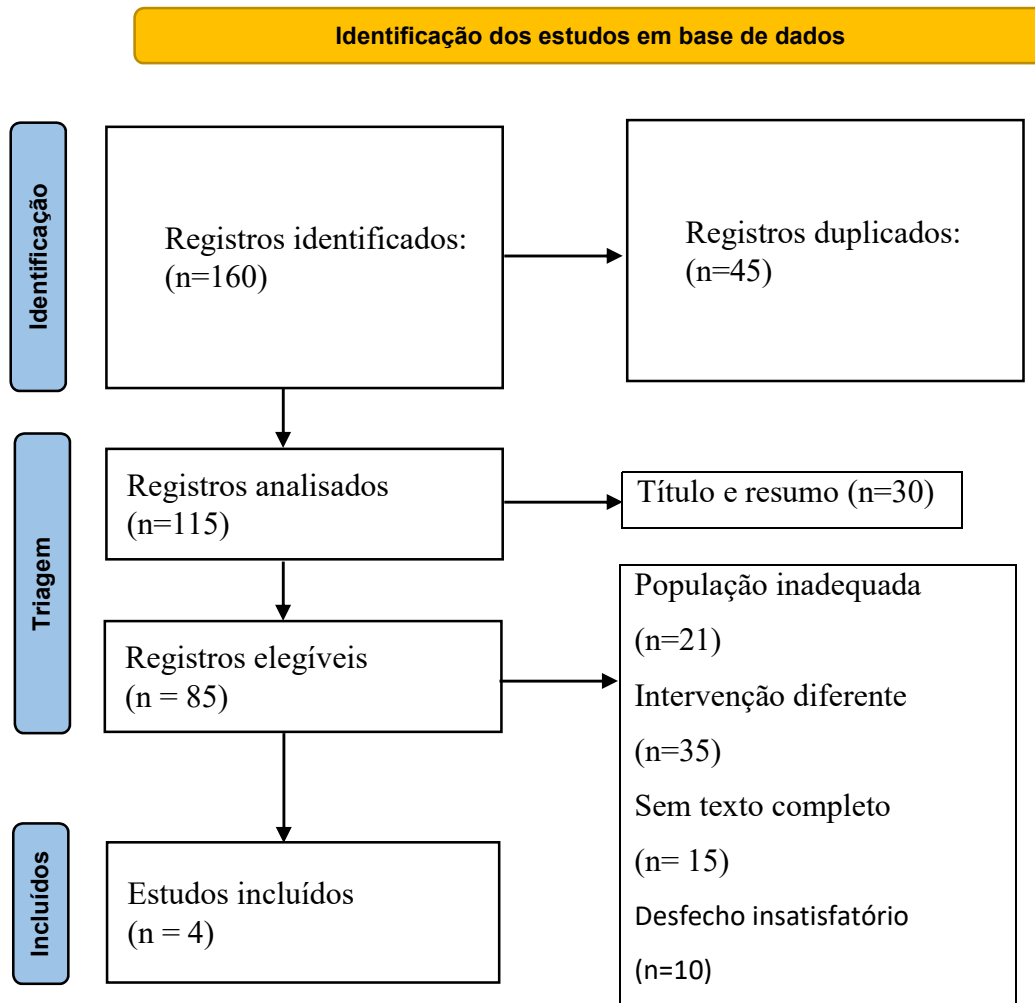 Identificação dos estudos em base de dados
Identificação
Registros identificados:
(n=160)
Registros duplicados:
(n=45)
Triagem
Registros analisados
(n=115)
Título e resumo (n=30)
Registros elegíveis
(n = 85)
População inadequada
(n=21)
Intervenção diferente
(n=35)
Sem texto completo
(n= 15)
Desfecho insatisfatório
(n=10)
Incluídos
Estudos incluídos
(n = 4)